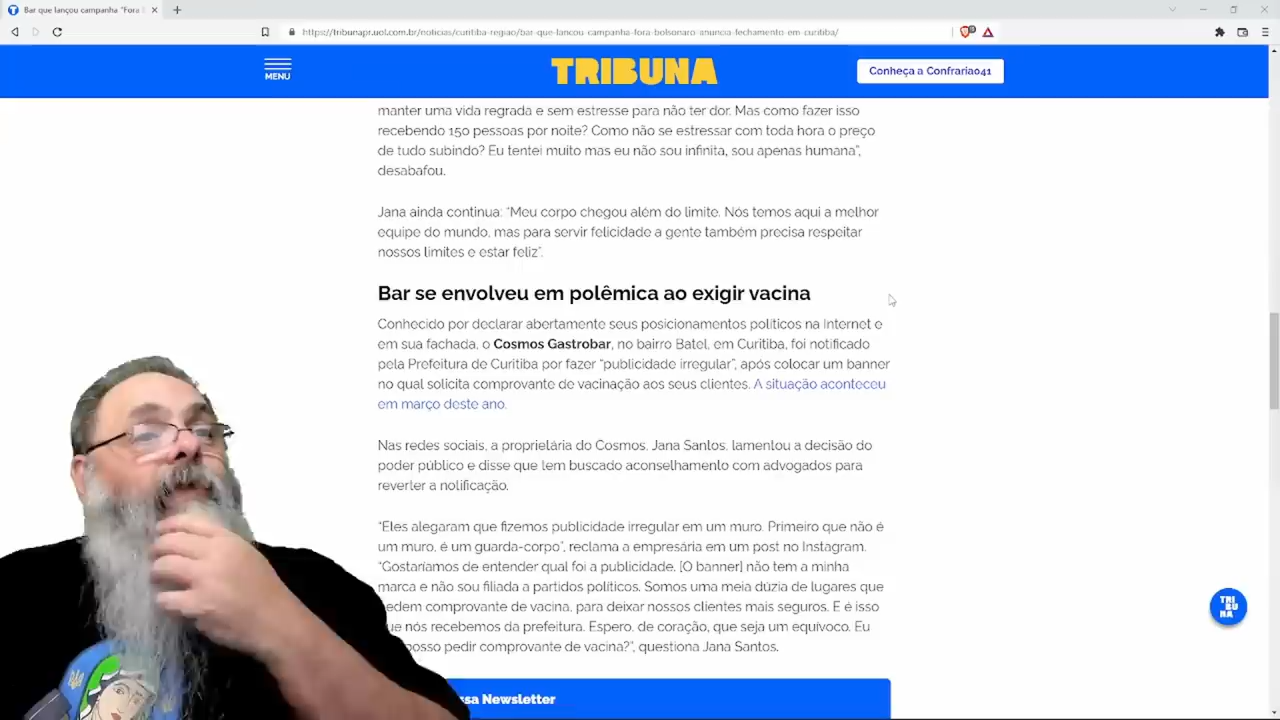 Bar que lançou campanha "Fora
https://tribunapr.uol.com.br/noticias/curitiba-regiao/bar-que-lancou-campanha-fora-bolsonaro-anuncia-fechamento-em-curitiba/
MENU
TRIBUNA
Conheça a Confraria041
manter uma vida regrada e sem estresse para não ter dor. Mas como fazer isso
recebendo 150 pessoas por noite? Como não se estressar com toda hora o preço
de tudo subindo? Eu tentei muito mas eu não sou infinita, sou apenas humana",
desabafou.
Jana ainda continua: "Meu corpo chegou além do limite. Nós temos aqui a melhor
equipe do mundo, mas para servir felicidade a gente também precisa respeitar
nossos limites e estar feliz".
Bar se envolveu em polêmica ao exigir vacina
Conhecido por declarar abertamente seus posicionamentos políticos na Internet e
em sua fachada, o Cosmos Gastrobar, no bairro Batel, em Curitiba, foi notificado
pela Prefeitura de Curitiba por fazer "publicidade irregular", após colocar um banner
no qual solicita comprovante de vacinação aos seus clientes. A situação aconteceu
em março deste ano.
Nas redes sociais, a proprietária do Cosmos, Jana Santos, lamentou a decisão do
poder público e disse que tem buscado aconselhamento com advogados para
reverter a notificação.
"Eles alegaram que fizemos publicidade irregular em um muro. Primeiro que não é
um muro, é um guarda-corpo", reclama a empresária em um post no Instagram.
"Gostaríamos de entender qual foi a publicidade. [O banner] não tem a minha
marca e não sou filiada a partidos políticos. Somos uma meia dúzia de lugares que
edem comprovante de vacina, para deixar nossos clientes mais seguros. E é isso
ue nós recebemos da prefeitura. Espero, de coração, que seja um equívoco. Eu
osso pedir comprovante de vacina?", questiona Jana Santos.
TRI
BU
NA
sa Newsletter